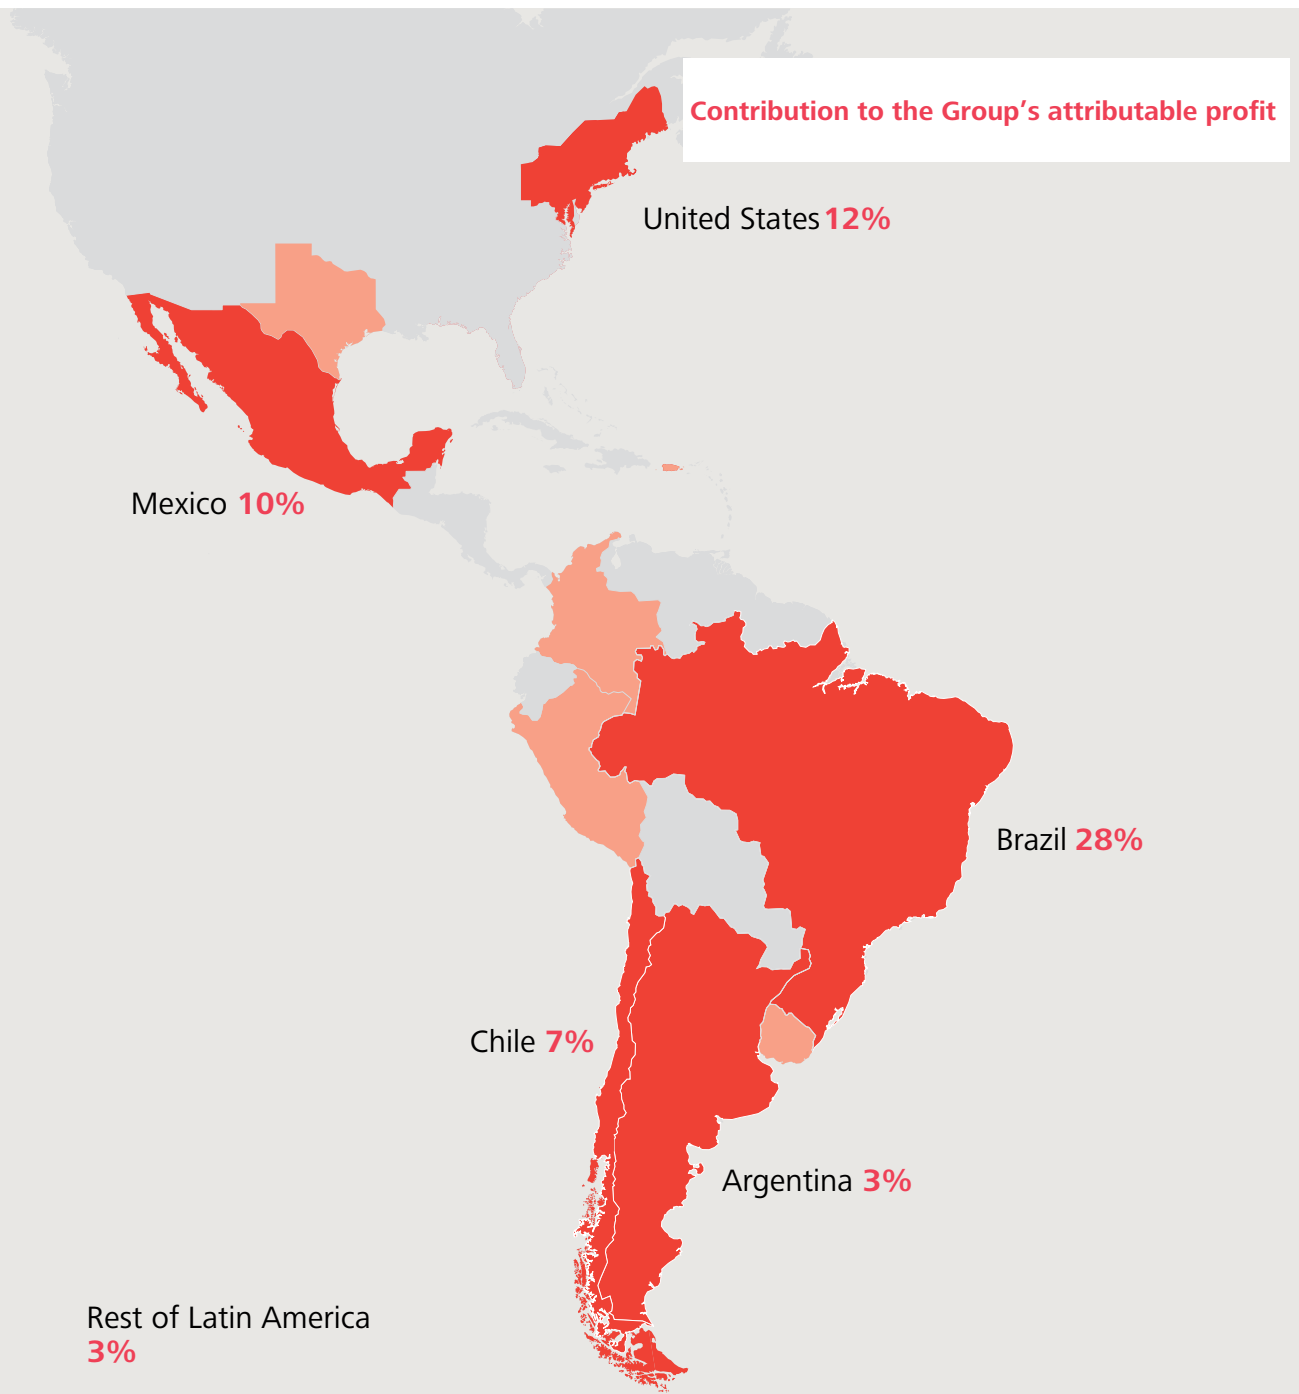 Contribution to the Group’s attributable profit
United States 12%
Mexico 10%
Brazil 28%
Chile 7%
Argentina 3%
Rest of Latin America
3%